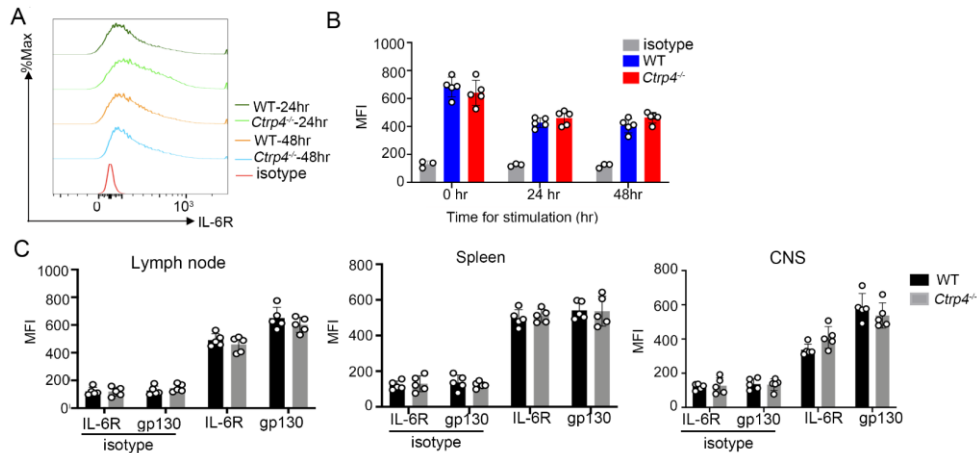 A
%Max
0
10³
IL-6R
WT-24hr
Ctrp4⁻/⁻-24hr
WT-48hr
Ctrp4⁻/⁻-48hr
isotype
B
MFI
1000
800
600
400
200
0
0 hr
24 hr
48hr
Time for stimulation (hr)
isotype
WT
Ctrp4⁻/⁻
C
Lymph node
MFI
1000
800
600
400
200
0
IL-6R gp130 IL-6R gp130
isotype
Spleen
MFI
800
600
400
200
0
IL-6R gp130 IL-6R gp130
isotype
CNS
MFI
800
600
400
200
0
IL-6R gp130 IL-6R gp130
isotype
WT
Ctrp4⁻/⁻